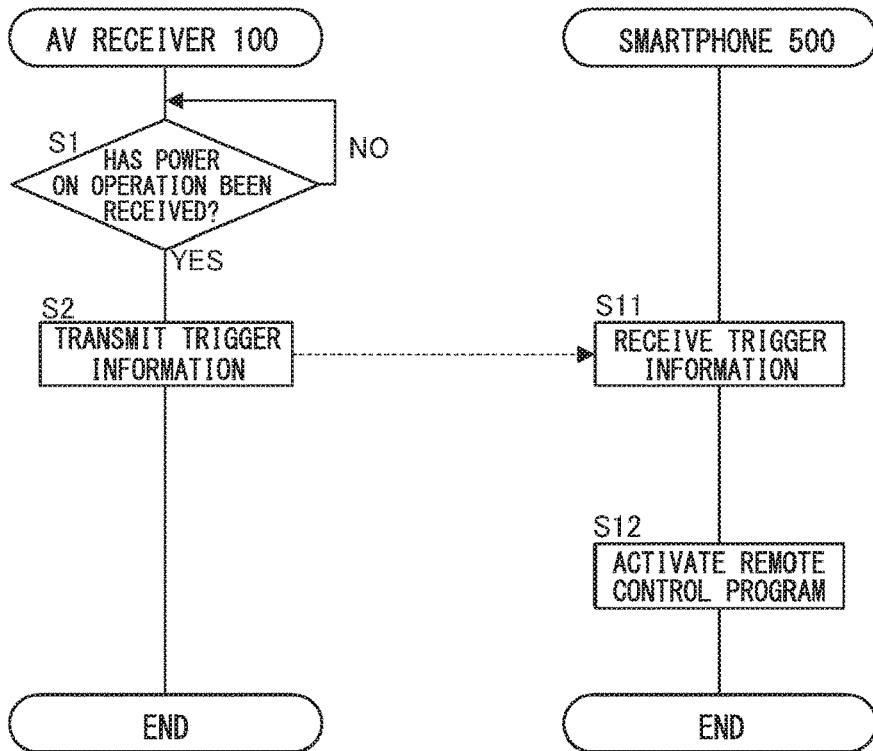 AV RECEIVER 100
SMARTPHONE 500
S1
HAS POWER
ON OPERATION BEEN
RECEIVED?
NO
YES
S2
TRANSMIT TRIGGER
INFORMATION
S11
RECEIVE TRIGGER
INFORMATION
S12
ACTIVATE REMOTE
CONTROL PROGRAM
END
END